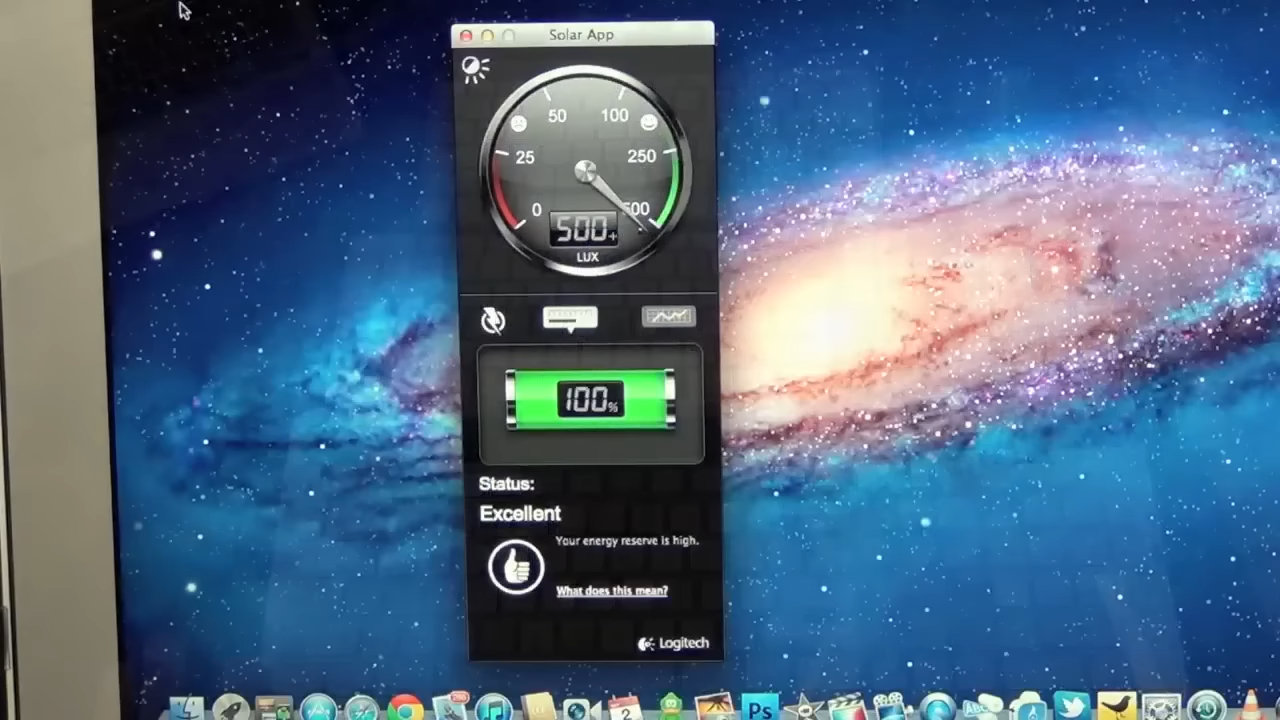 Solar App
50 100
25 250
0 500
500+
LUX
100%
Status:
Excellent
Your energy reserve is high.
What does this mean?
Logitech
2
Ps